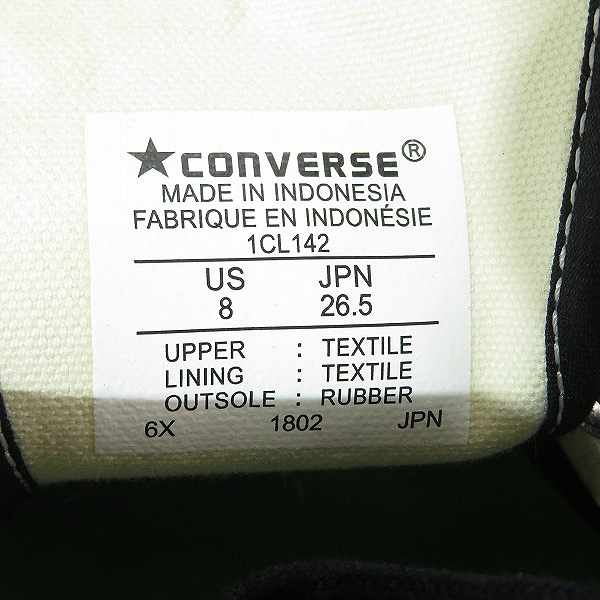 ★CONVERSE®
MADE IN INDONESIA
FABRIQUE EN INDONÉSIE
1CL142
US JPN
8 26.5
UPPER : TEXTILE
LINING : TEXTILE
OUTSOLE : RUBBER
6X 1802 JPN